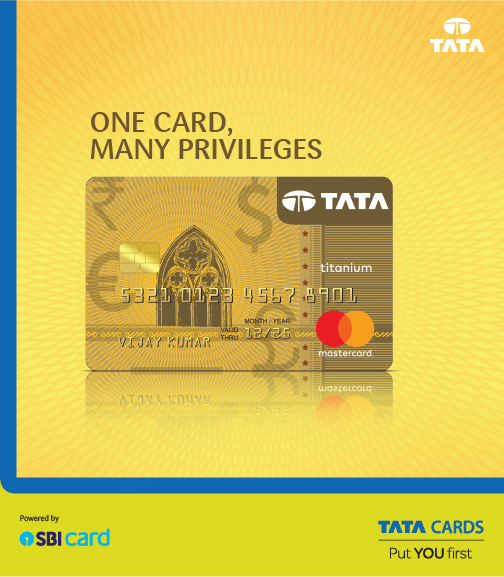 TATA
ONE CARD,
MANY PRIVILEGES
TATA
titanium
5321 0123 4567 8901
MONTH / YEAR
VALID
THRU 12/25
VIJAY KUMAR
mastercard
Powered by
SBI card
TATA CARDS
Put YOU first